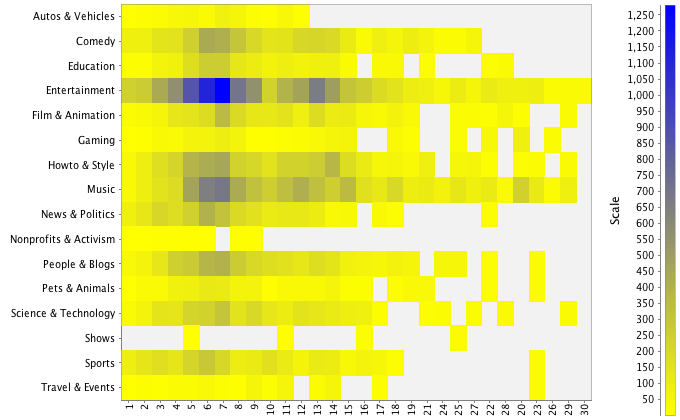 Autos & Vehicles
Comedy
Education
Entertainment
Film & Animation
Gaming
Howto & Style
Music
News & Politics
Nonprofits & Activism
People & Blogs
Pets & Animals
Science & Technology
Shows
Sports
Travel & Events
1 2 3 4 5 6 7 8 9 10 11 12 13 14 15 16 17 18 19 21 24 25 27 22 28 20 23 26 29 30
Scale
1,250
1,200
1,150
1,100
1,050
1,000
950
900
850
800
750
700
650
600
550
500
450
400
350
300
250
200
150
100
50